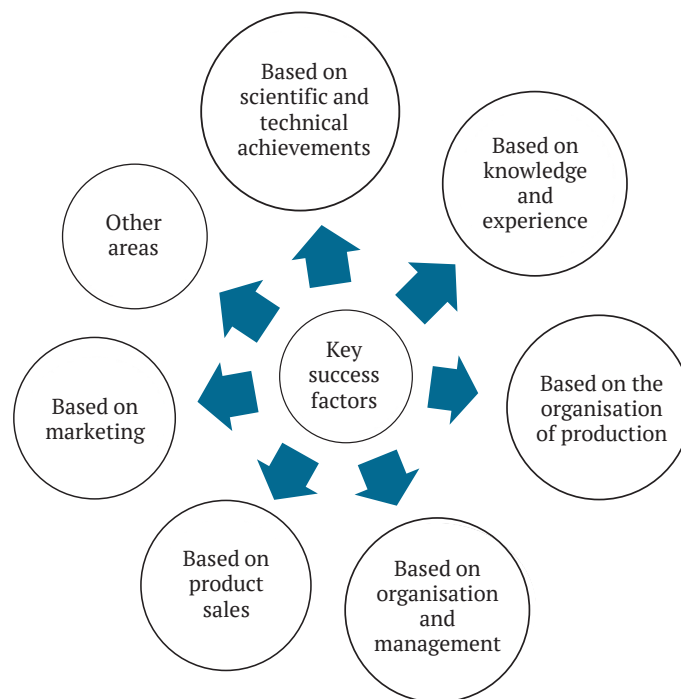 Based on
scientific and
technical
achievements
Based on
knowledge
and
experience
Other
areas
Key
success
factors
Based on the
organisation
of production
Based on
marketing
Based on
product
sales
Based on
organisation
and
management